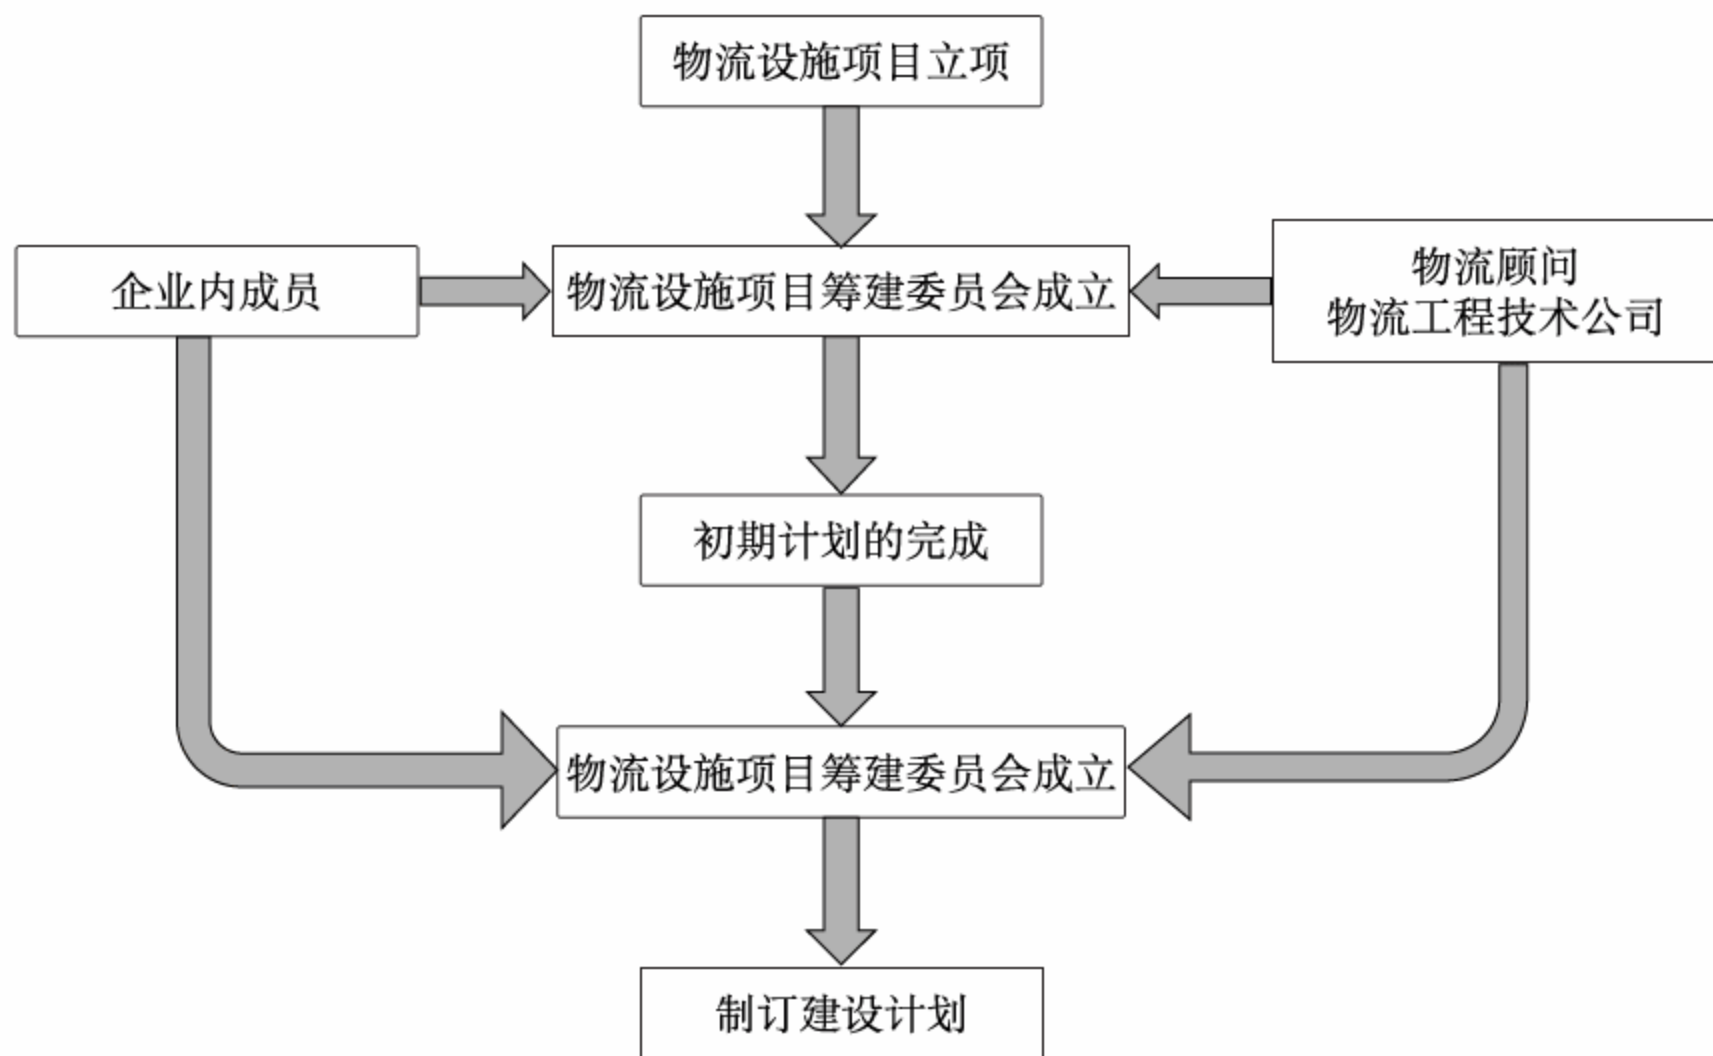 物流设施项目立项
企业内成员
物流设施项目筹建委员会成立
物流顾问
物流工程技术公司
初期计划的完成
物流设施项目筹建委员会成立
制订建设计划